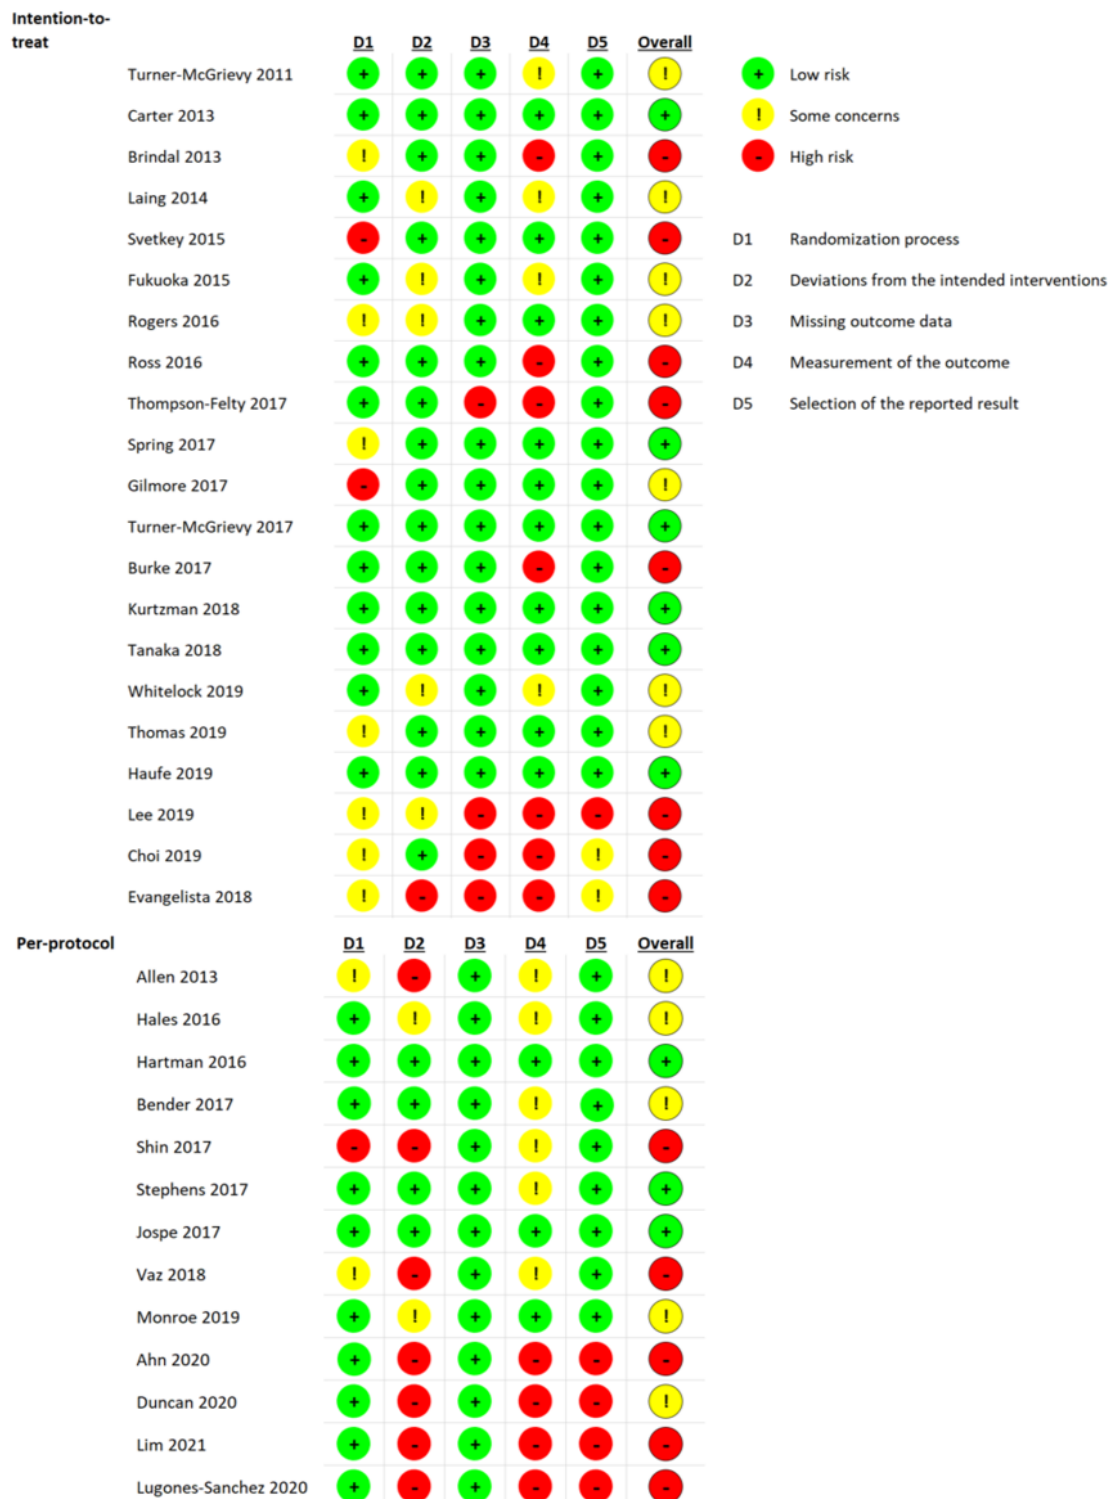 Intention-to-
treat D1 D2 D3 D4 D5 Overall
Turner-McGrievy 2011 + + + ! + ! + Low risk
Carter 2013 + + + + + + ! Some concerns
Brindal 2013 ! + + - + - - High risk
Laing 2014 + ! + ! + !
Svetkey 2015 - + + + + - D1 Randomization process
Fukuoka 2015 + ! + ! + ! D2 Deviations from the intended interventions
Rogers 2016 ! ! + + + ! D3 Missing outcome data
Ross 2016 + + + - + - D4 Measurement of the outcome
Thompson-Felty 2017 + + - - + - D5 Selection of the reported result
Spring 2017 ! + + + + +
Gilmore 2017 - + + + + !
Turner-McGrievy 2017 + + + + + +
Burke 2017 + + + - + -
Kurtzman 2018 + + + + + +
Tanaka 2018 + + + + + +
Whitelock 2019 + ! + ! + !
Thomas 2019 ! + + + + !
Haufe 2019 + + + + + +
Lee 2019 ! ! - - - -
Choi 2019 ! + - - ! -
Evangelista 2018 ! - - - ! -
Per-protocol D1 D2 D3 D4 D5 Overall
Allen 2013 ! - + ! + !
Hales 2016 + ! + ! + !
Hartman 2016 + + + + + +
Bender 2017 + + + ! + !
Shin 2017 - - + ! + -
Stephens 2017 + + + ! + +
Jospe 2017 + + + + + +
Vaz 2018 ! - + ! + -
Monroe 2019 + ! + + + !
Ahn 2020 + - + - - -
Duncan 2020 + - + - - !
Lim 2021 + - + - - -
Lugones-Sanchez 2020 + - + - - -